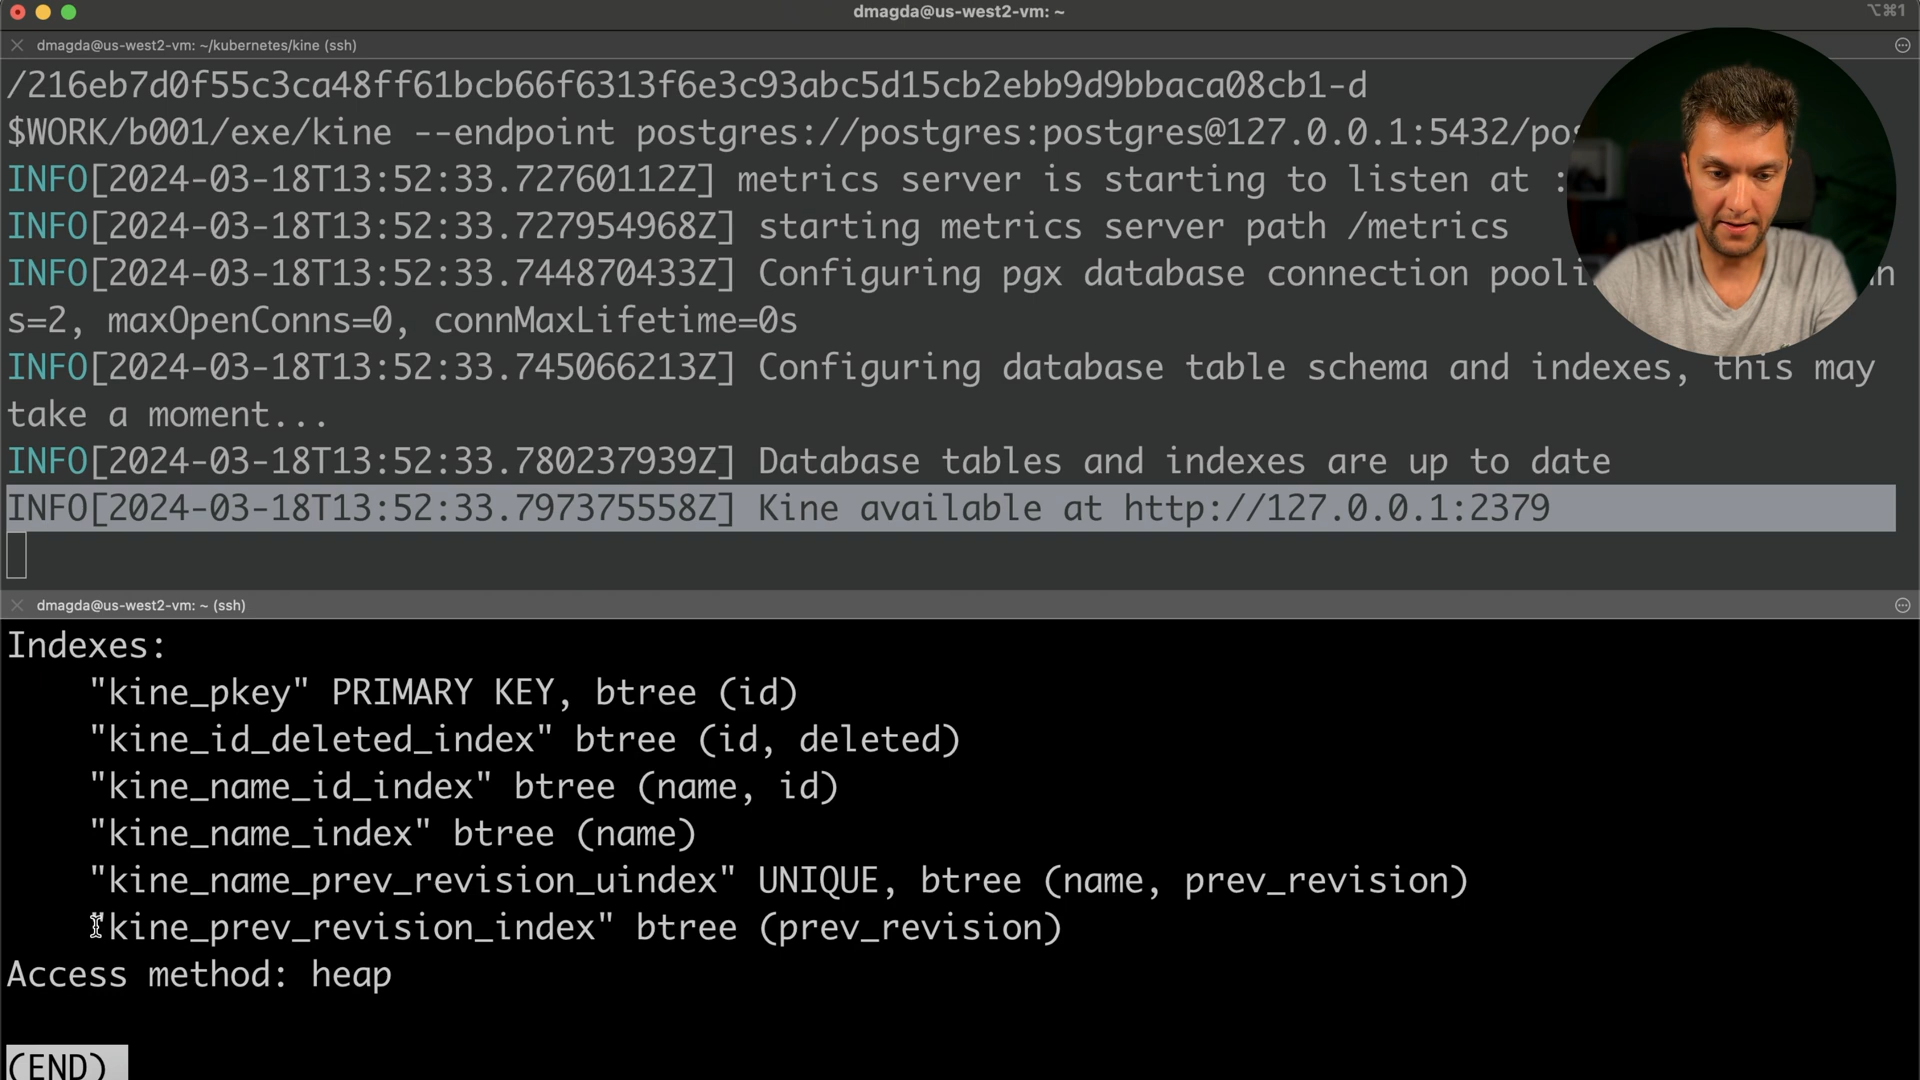 dmagda@us-west2-vm: ~
⌥⌘1
dmagda@us-west2-vm: ~/kubernetes/kine (ssh)
/216eb7d0f55c3ca48ff61bcb66f6313f6e3c93abc5d15cb2ebb9d9bbaca08cb1-d
$WORK/b001/exe/kine --endpoint postgres://postgres:postgres@127.0.0.1:5432/pos
INFO[2024-03-18T13:52:33.72760112Z] metrics server is starting to listen at :
INFO[2024-03-18T13:52:33.727954968Z] starting metrics server path /metrics
INFO[2024-03-18T13:52:33.744870433Z] Configuring pgx database connection pooli n
s=2, maxOpenConns=0, connMaxLifetime=0s
INFO[2024-03-18T13:52:33.745066213Z] Configuring database table schema and indexes, this may
take a moment...
INFO[2024-03-18T13:52:33.780237939Z] Database tables and indexes are up to date
INFO[2024-03-18T13:52:33.797375558Z] Kine available at http://127.0.0.1:2379
dmagda@us-west2-vm: ~ (ssh)
Indexes:
"kine_pkey" PRIMARY KEY, btree (id)
"kine_id_deleted_index" btree (id, deleted)
"kine_name_id_index" btree (name, id)
"kine_name_index" btree (name)
"kine_name_prev_revision_uindex" UNIQUE, btree (name, prev_revision)
"kine_prev_revision_index" btree (prev_revision)
Access method: heap
(END)